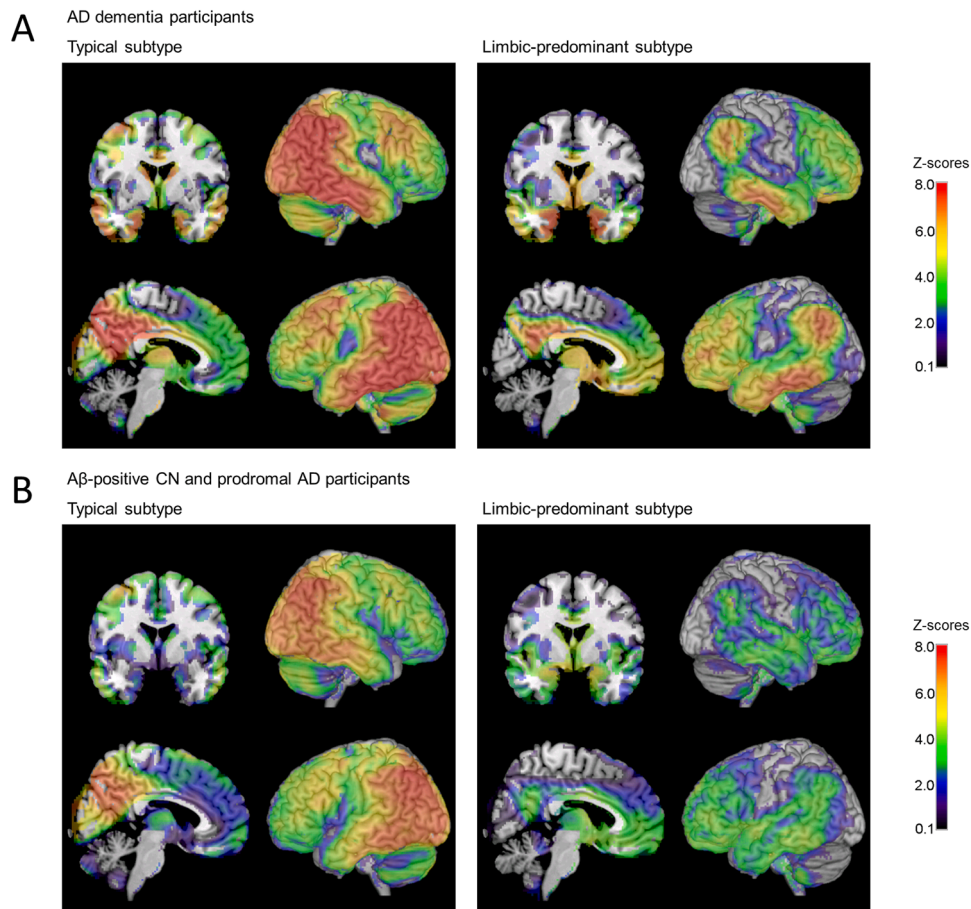 A
AD dementia participants
Typical subtype
Limbic-predominant subtype
Z-scores
8.0
6.0
4.0
2.0
0.1
B
Aβ-positive CN and prodromal AD participants
Typical subtype
Limbic-predominant subtype
Z-scores
8.0
6.0
4.0
2.0
0.1